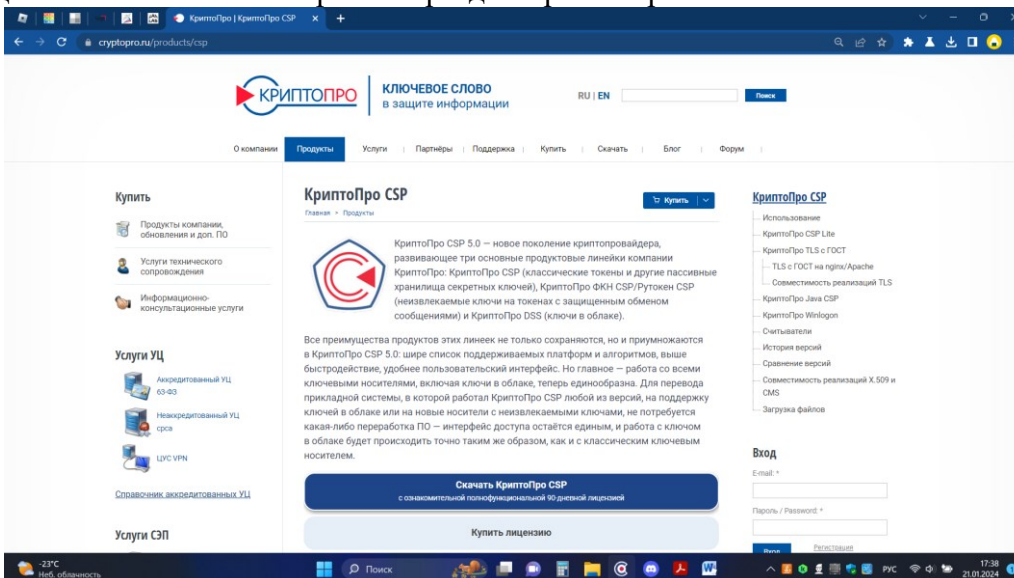 КриптоПро | КриптоПро CSP
cryptopro.ru/products/csp
КРИПТОПРО
КЛЮЧЕВОЕ СЛОВО
в защите информации
RU | EN
Поиск
О компании
Продукты
Услуги
Партнёры
Поддержка
Купить
Скачать
Блог
Форум
Купить
Продукты компании,
обновления и доп. ПО
Услуги технического
сопровождения
Информационно-
консультационные услуги
Услуги УЦ
Аккредитованный УЦ
63-ФЗ
Неаккредитованный УЦ
срса
ЦУС VPN
Справочник аккредитованных УЦ
Услуги СЭП
КриптоПро CSP
Купить
Главная » Продукты
КриптоПро CSP 5.0 — новое поколение криптопровайдера,
развивающее три основные продуктовые линейки компании
КриптоПро: КриптоПро CSP (классические токены и другие пассивные
хранилища секретных ключей), КриптоПро ФКН CSP/Рутокен CSP
(неизвлекаемые ключи на токенах с защищенным обменом
сообщениями) и КриптоПро DSS (ключи в облаке).
Все преимущества продуктов этих линеек не только сохраняются, но и приумножаются
в КриптоПро CSP 5.0: шире список поддерживаемых платформ и алгоритмов, выше
быстродействие, удобнее пользовательский интерфейс. Но главное — работа со всеми
ключевыми носителями, включая ключи в облаке, теперь единообразна. Для перевода
прикладной системы, в которой работал КриптоПро CSP любой из версий, на поддержку
ключей в облаке или на новые носители с неизвлекаемыми ключами, не потребуется
какая-либо переработка ПО — интерфейс доступа остаётся единым, и работа с ключом
в облаке будет происходить точно таким же образом, как и с классическим ключевым
носителем.
Скачать КриптоПро CSP
с ознакомительной полнофункциональной 90-дневной лицензией
Купить лицензию
КриптоПро CSP
Использование
КриптоПро CSP Lite
КриптоПро TLS с ГОСТ
TLS с ГОСТ на nginx/Apache
Совместимость реализаций TLS
КриптоПро Java CSP
КриптоПро Winlogon
Считыватели
История версий
Сравнение версий
Совместимость реализаций X.509 и
CMS
Загрузка файлов
Вход
E-mail: *
Пароль / Password: *
Вход
Регистрация
-23°C
Неб. облачность
Поиск
РУС
17:38
21.01.2024